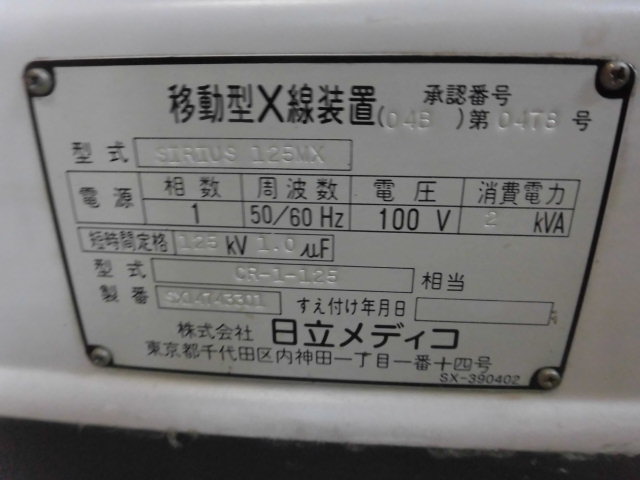 移動型X線装置
承認番号
(04B )第0478号
型式 SIRIUS 125MX
電源 相数 周波数 電圧 消費電力
1 50/60 Hz 100 V 2 kVA
短時間定格 125 kV 1.0 μF
型式 CR-1-125 相当
製番 すえ付け年月日
株式会社 日立メディコ
東京都千代田区内神田一丁目一番十四号
SX-390402